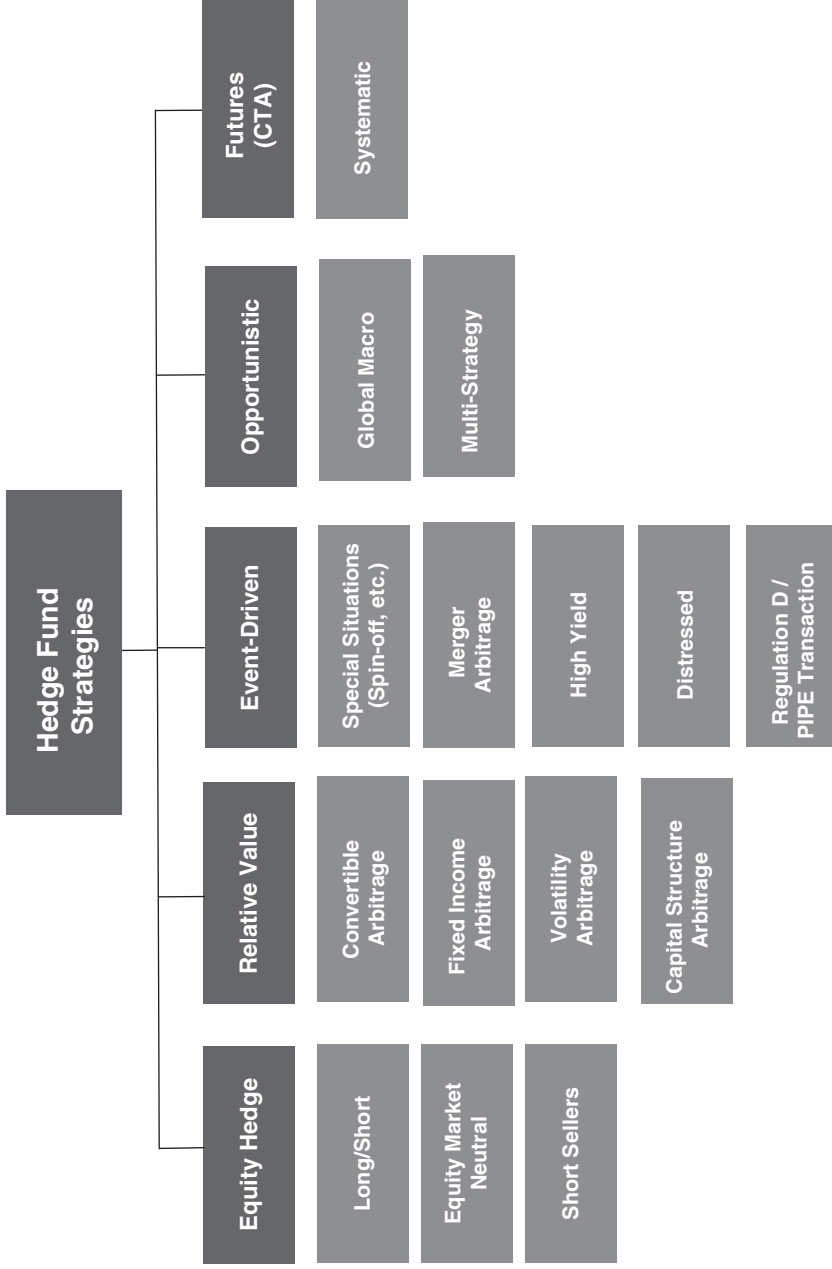 Hedge Fund
Strategies
Equity Hedge
Long/Short
Equity Market
Neutral
Short Sellers
Relative Value
Convertible
Arbitrage
Fixed Income
Arbitrage
Volatility
Arbitrage
Capital Structure
Arbitrage
Event-Driven
Special Situations
(Spin-off, etc.)
Merger
Arbitrage
High Yield
Distressed
Regulation D /
PIPE Transaction
Opportunistic
Global Macro
Multi-Strategy
Futures
(CTA)
Systematic